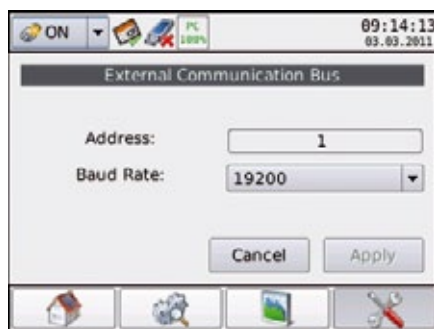 ON PC 100% 09:14:13
03.03.2011
External Communication Bus
Address: 1
Baud Rate: 19200
Cancel Apply